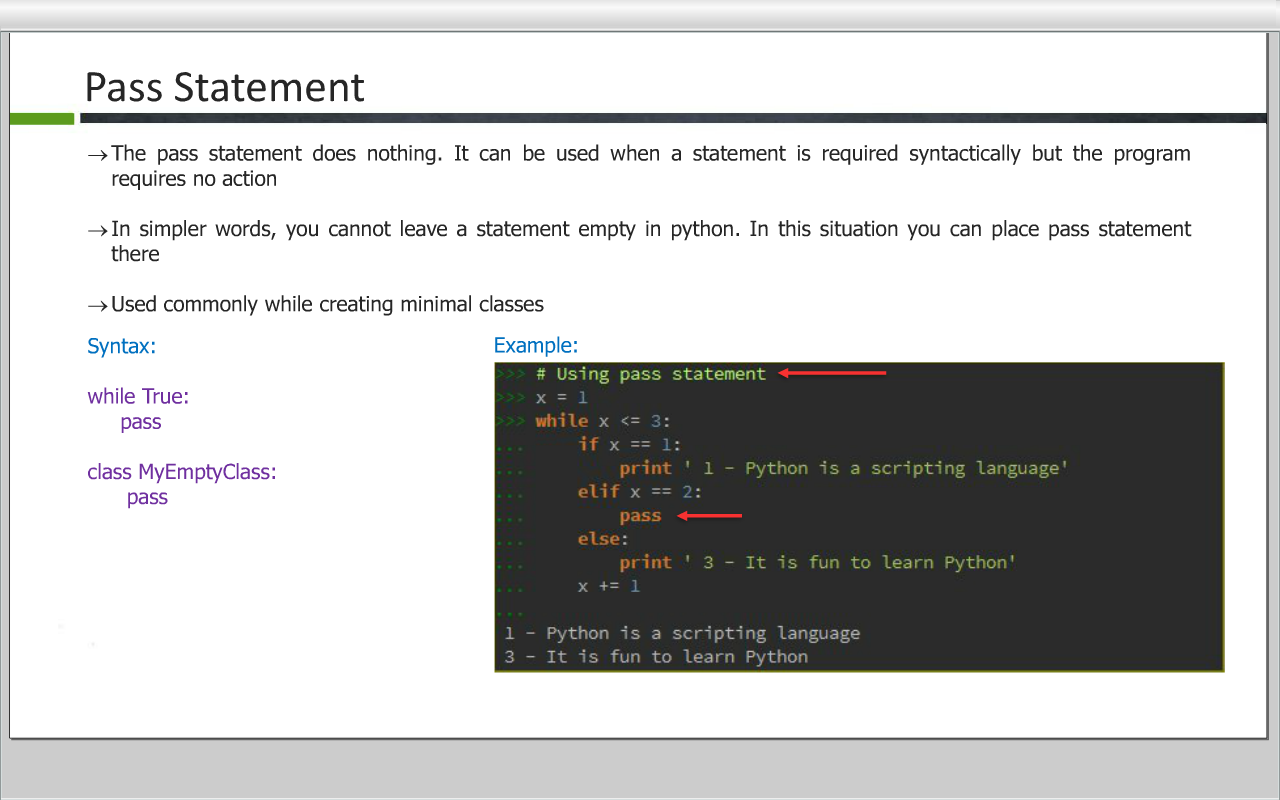 Pass Statement
→The pass statement does nothing. It can be used when a statement is required syntactically but the program
requires no action
→In simpler words, you cannot leave a statement empty in python. In this situation you can place pass statement
there
→Used commonly while creating minimal classes
Syntax:
while True:
pass
class MyEmptyClass:
pass
Example:
>>> # Using pass statement
>>> x = 1
>>> while x <= 3:
...     if x == 1:
...         print ' 1 - Python is a scripting language'
...     elif x == 2:
...         pass
...     else:
...         print ' 3 - It is fun to learn Python'
...     x += 1
...
1 - Python is a scripting language
3 - It is fun to learn Python